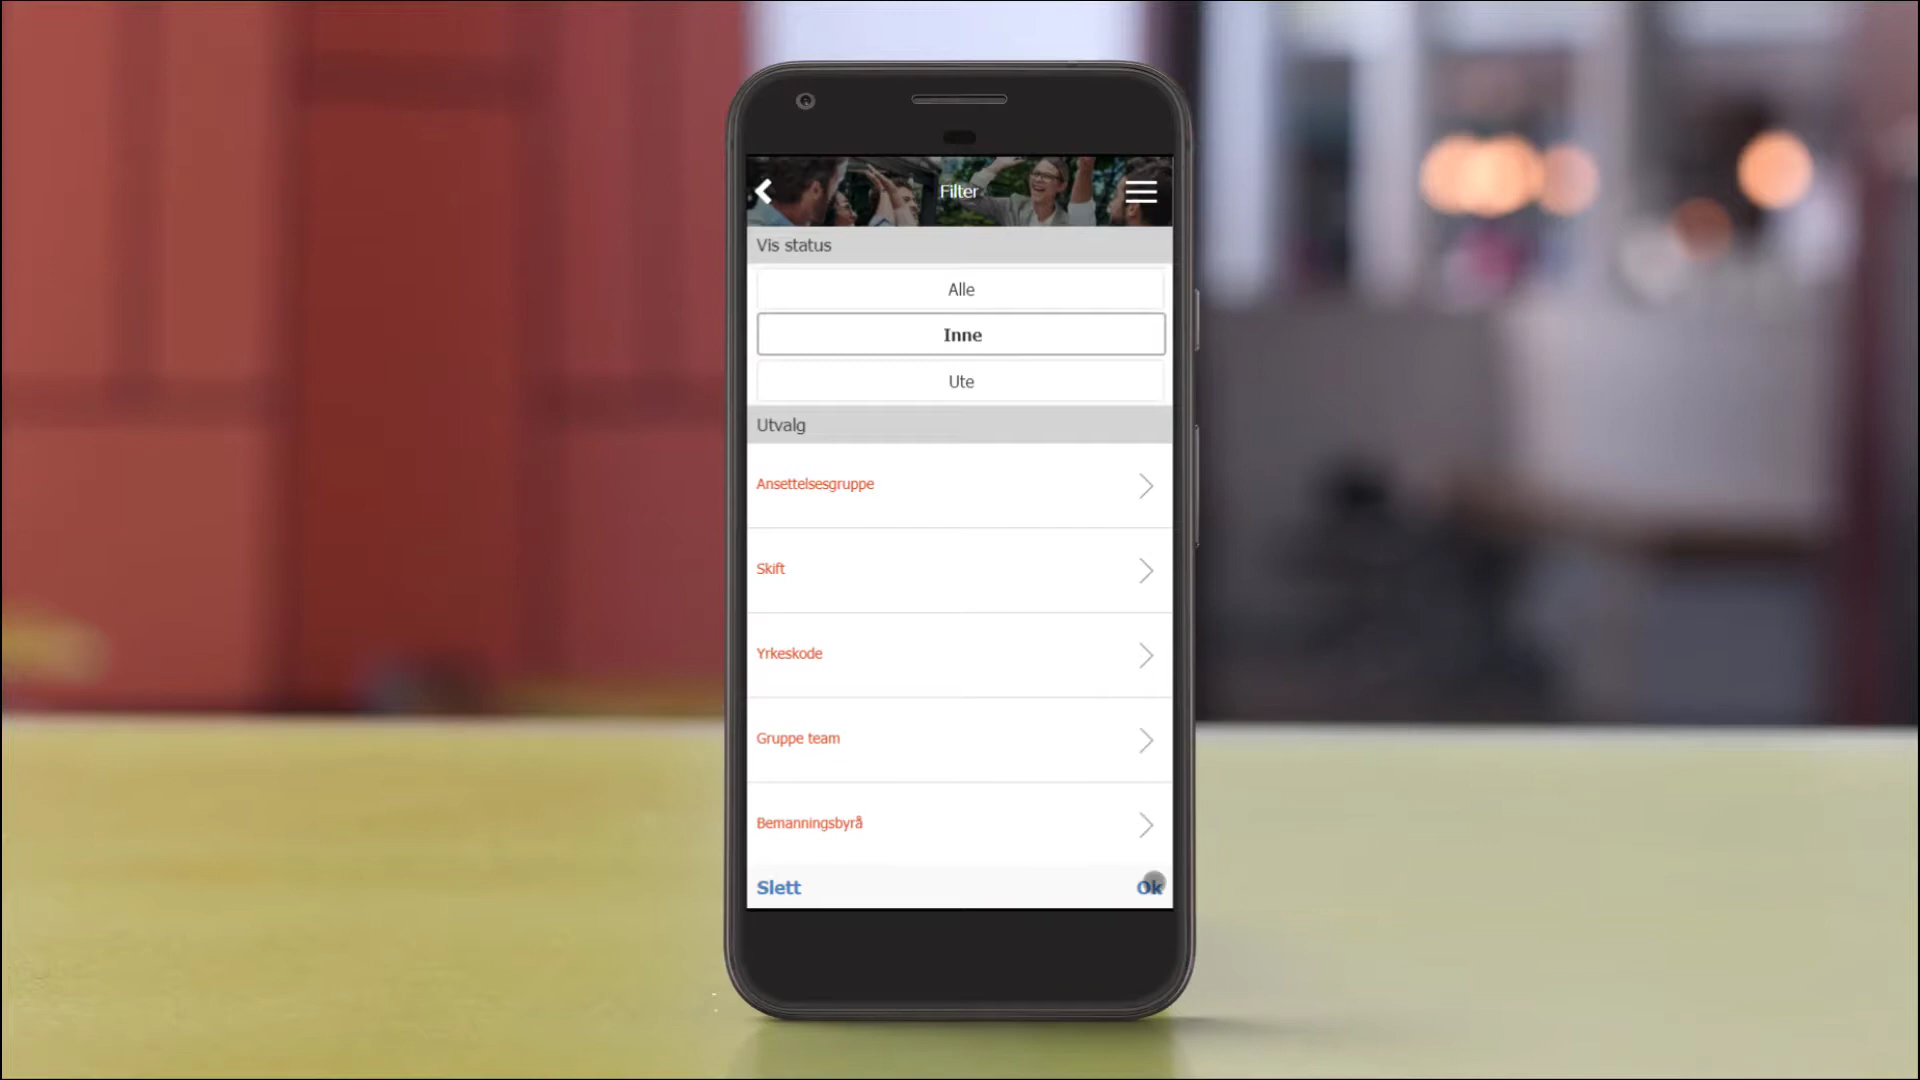 Filter
Vis status
Alle
Inne
Ute
Utvalg
Ansettelsesgruppe
Skift
Yrkeskode
Gruppe team
Bemanningsbyrå
Slett
Ok